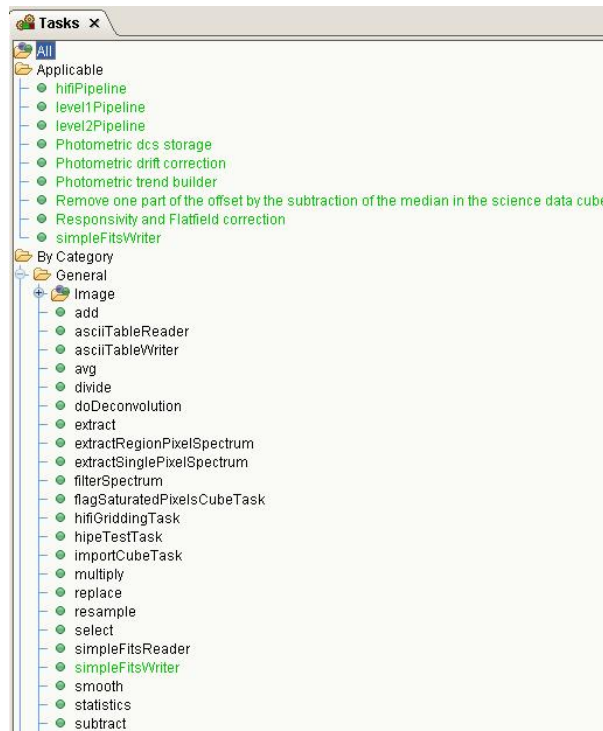 Tasks ×
All
Applicable
hifiPipeline
level1Pipeline
level2Pipeline
Photometric dcs storage
Photometric drift correction
Photometric trend builder
Remove one part of the offset by the subtraction of the median in the science data cube
Responsivity and Flatfield correction
simpleFitsWriter
By Category
General
Image
add
asciiTableReader
asciiTableWriter
avg
divide
doDeconvolution
extract
extractRegionPixelSpectrum
extractSinglePixelSpectrum
filterSpectrum
flagSaturatedPixelsCubeTask
hifiGriddingTask
hipeTestTask
importCubeTask
multiply
replace
resample
select
simpleFitsReader
simpleFitsWriter
smooth
statistics
subtract